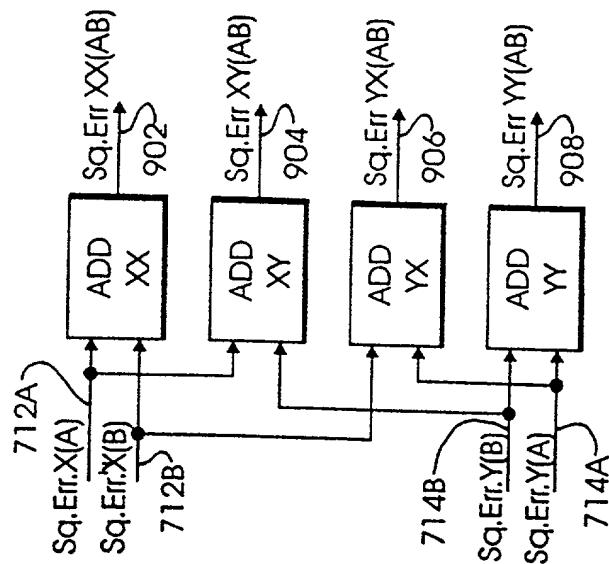 712A
Sq.Err.X(A)
Sq.Err.X(B)
712B
ADD
XX
Sq.Err XX(AB)
902
ADD
XY
Sq.Err XY(AB)
904
ADD
YX
Sq.Err YX(AB)
906
714B
Sq.Err.Y(B)
Sq.Err.Y(A)
714A
ADD
YY
Sq.Err YY(AB)
908